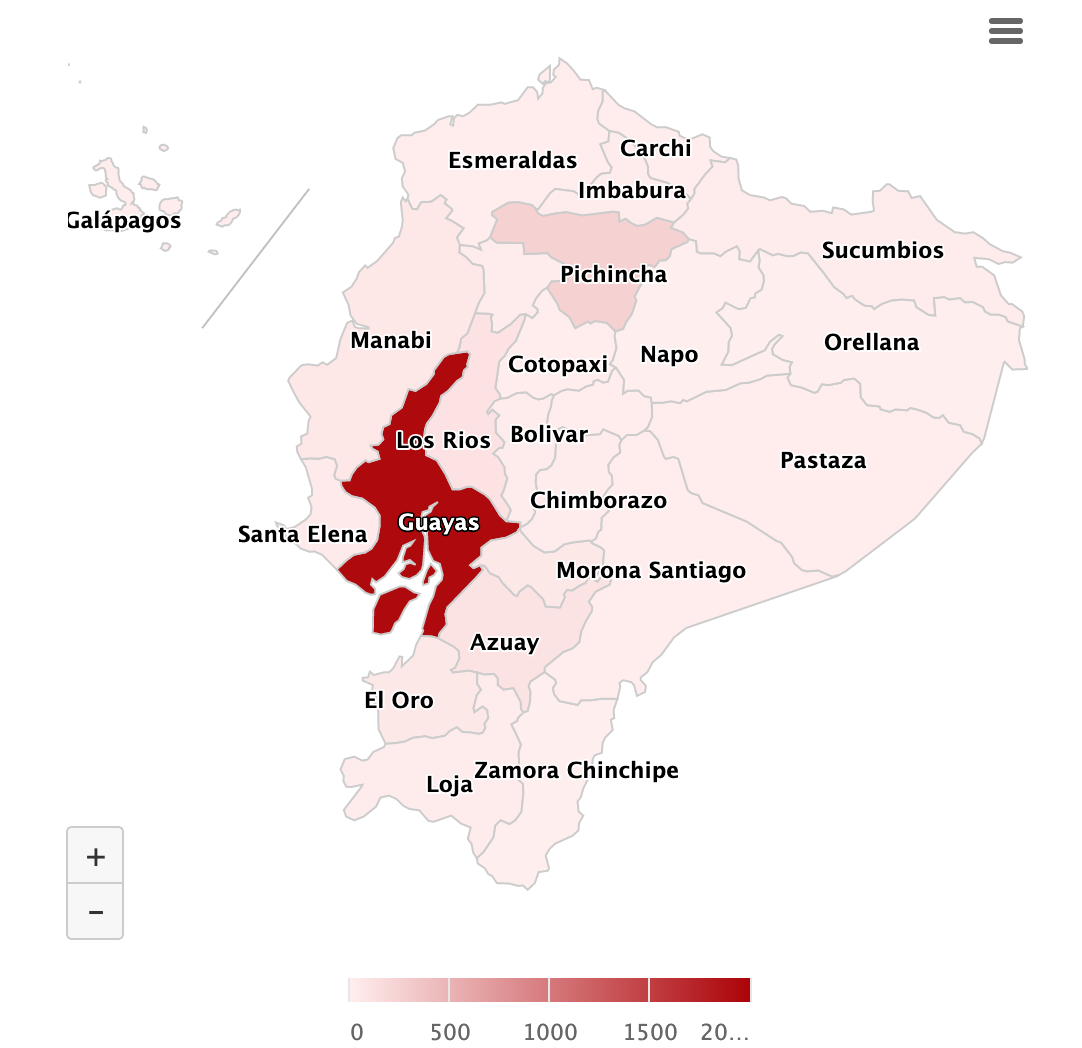 Carchi
Esmeraldas
Imbabura
Galápagos
Sucumbios
Pichincha
Manabi
Orellana
Napo
Cotopaxi
Bolivar
Los Rios
Pastaza
Chimborazo
Guayas
Santa Elena
Morona Santiago
Azuay
El Oro
Zamora Chinchipe
Loja
+
−
0 500 1000 1500 20...